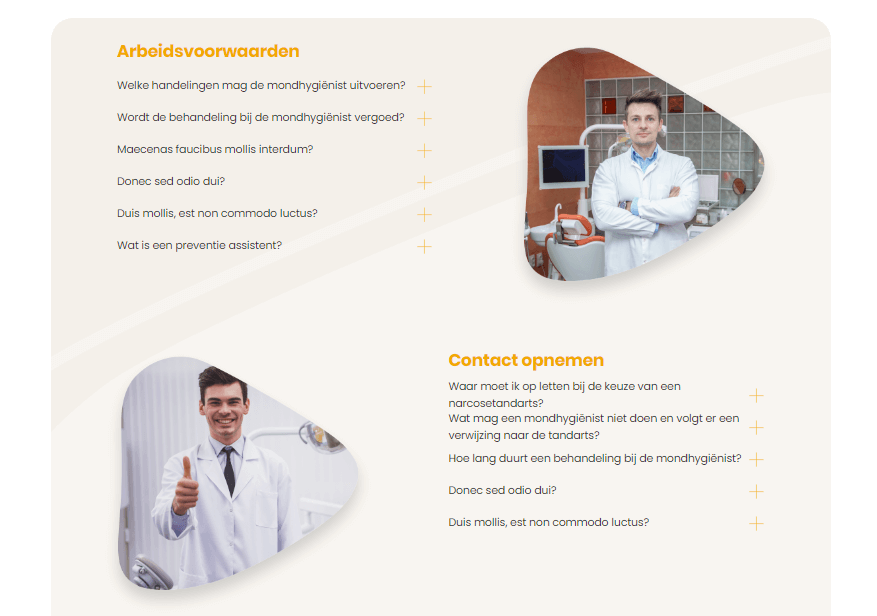 Arbeidsvoorwaarden
Welke handelingen mag de mondhygiënist uitvoeren?
Wordt de behandeling bij de mondhygiënist vergoed?
Maecenas faucibus mollis interdum?
Donec sed odio dui?
Duis mollis, est non commodo luctus?
Wat is een preventie assistent?
Contact opnemen
Waar moet ik op letten bij de keuze van een
narcosetandarts?
Wat mag een mondhygiënist niet doen en volgt er een
verwijzing naar de tandarts?
Hoe lang duurt een behandeling bij de mondhygiënist?
Donec sed odio dui?
Duis mollis, est non commodo luctus?